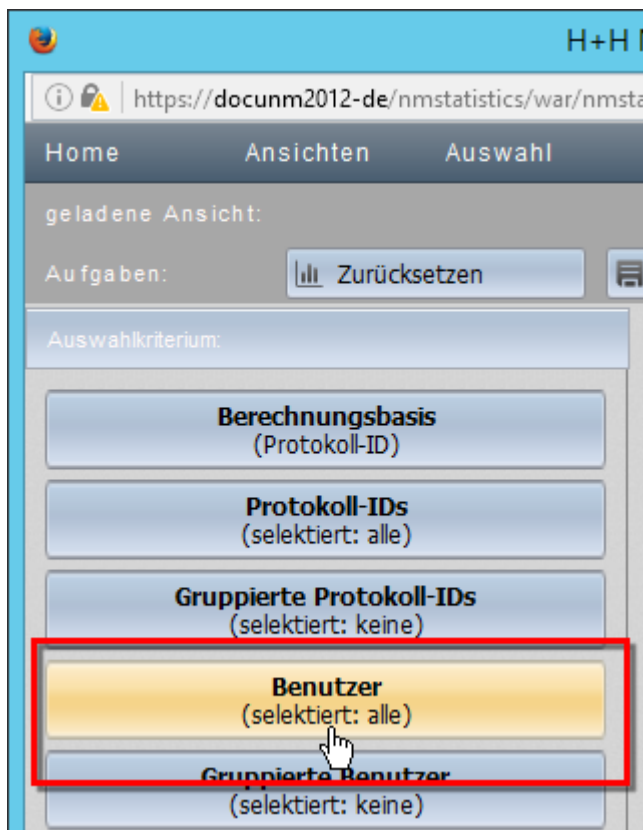 H+H
https://docunm2012-de/nmstatistics/war/nmsta
Home Ansichten Auswahl
geladene Ansicht:
Aufgaben: Zurücksetzen
Auswahlkriterium:
Berechnungsbasis
(Protokoll-ID)
Protokoll-IDs
(selektiert: alle)
Gruppierte Protokoll-IDs
(selektiert: keine)
Benutzer
(selektiert: alle)
Gruppierte Benutzer
(selektiert: keine)